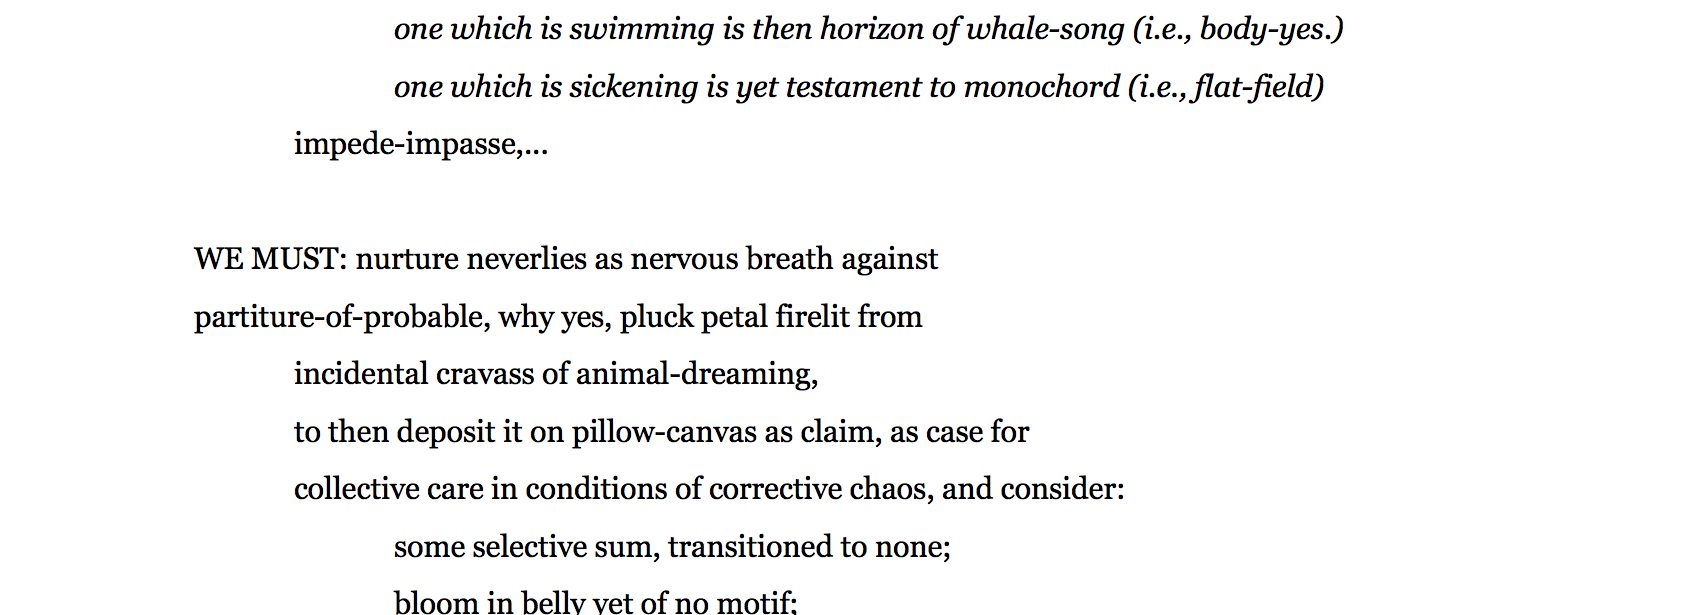 one which is swimming is then horizon of whale-song (i.e., body-yes.)
one which is sickening is yet testament to monochord (i.e., flat-field)
impede-impasse,...
WE MUST: nurture neverlies as nervous breath against
partiture-of-probable, why yes, pluck petal firelit from
incidental cravass of animal-dreaming,
to then deposit it on pillow-canvas as claim, as case for
collective care in conditions of corrective chaos, and consider:
some selective sum, transitioned to none;
bloom in belly yet of no motif;